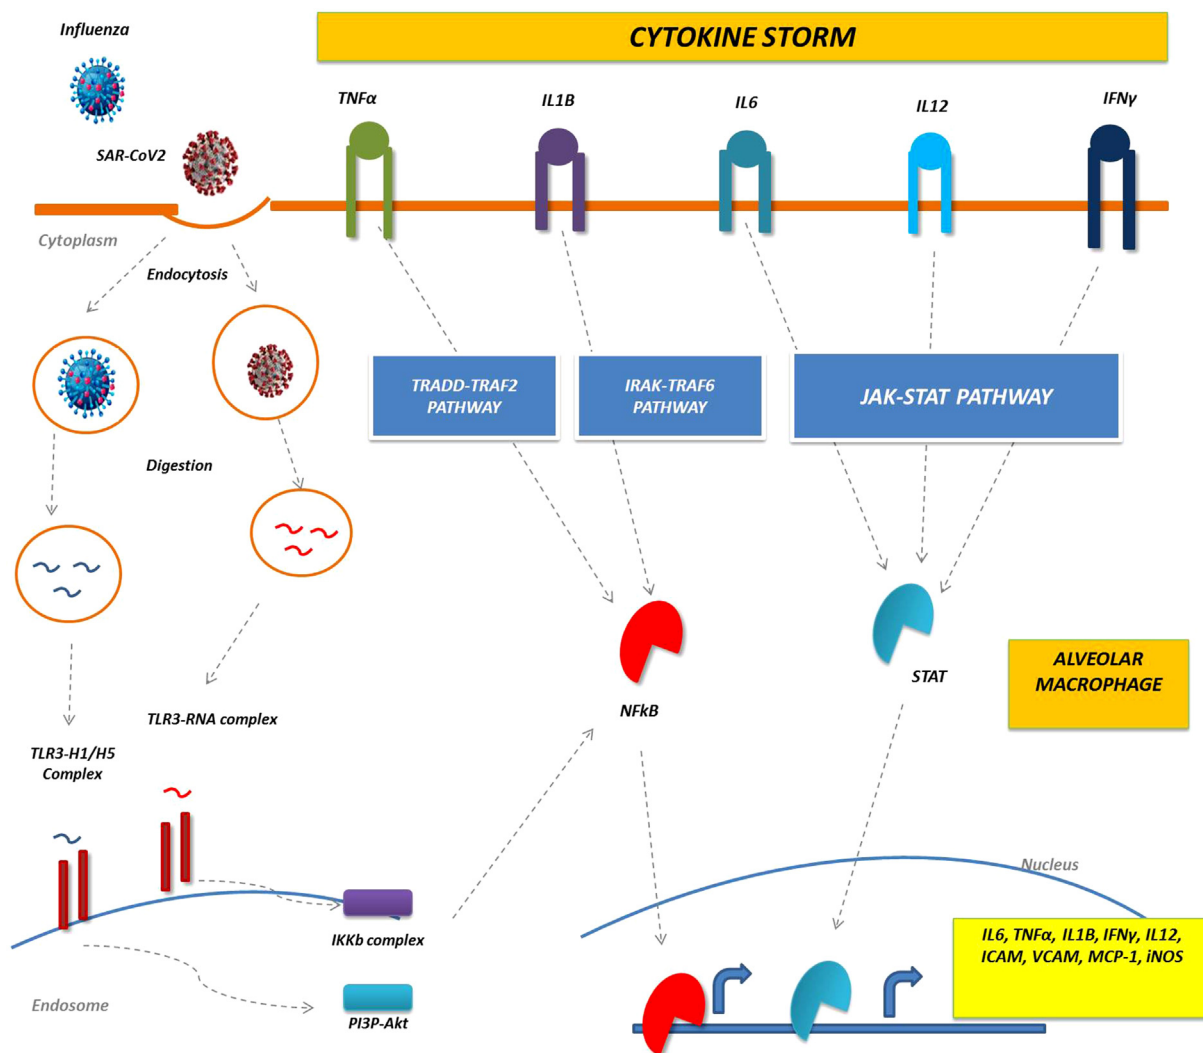 Influenza
CYTOKINE STORM
TNFα
IL1B
IL6
IL12
IFNγ
SAR-CoV2
Cytoplasm
Endocytosis
TRADD-TRAF2
PATHWAY
IRAK-TRAF6
PATHWAY
JAK-STAT PATHWAY
Digestion
NFkB
STAT
ALVEOLAR
MACROPHAGE
TLR3-RNA complex
TLR3-H1/H5
Complex
Nucleus
IKKb complex
IL6, TNFα, IL1B, IFNγ, IL12,
ICAM, VCAM, MCP-1, iNOS
Endosome
PI3P-Akt